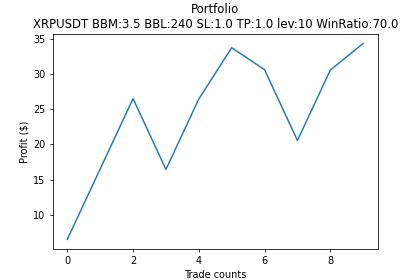 Portfolio
XRPUSDT BBM:3.5 BBL:240 SL:1.0 TP:1.0 lev:10 WinRatio:70.0
35
30
25
20
15
10
Profit ($)
0 2 4 6 8
Trade counts